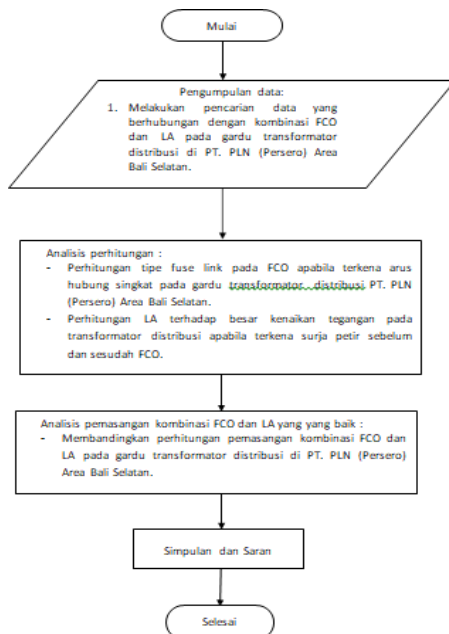 Mulai
Pengumpulan data:
1. Melakukan pencarian data yang
berhubungan dengan kombinasi FCO
dan LA pada gardu transformator
distribusi di PT. PLN (Persero) Area
Bali Selatan.
Analisis perhitungan :
- Perhitungan tipe fuse link pada FCO apabila terkena arus
hubung singkat pada gardu transformator distribusi PT. PLN
(Persero) Area Bali Selatan.
- Perhitungan LA terhadap besar kenaikan tegangan pada
transformator distribusi apabila terkena surja petir sebelum
dan sesudah FCO.
Analisis pemasangan kombinasi FCO dan LA yang yang baik :
- Membandingkan perhitungan pemasangan kombinasi FCO dan
LA pada gardu transformator distribusi di PT. PLN (Persero)
Area Bali Selatan.
Simpulan dan Saran
Selesai